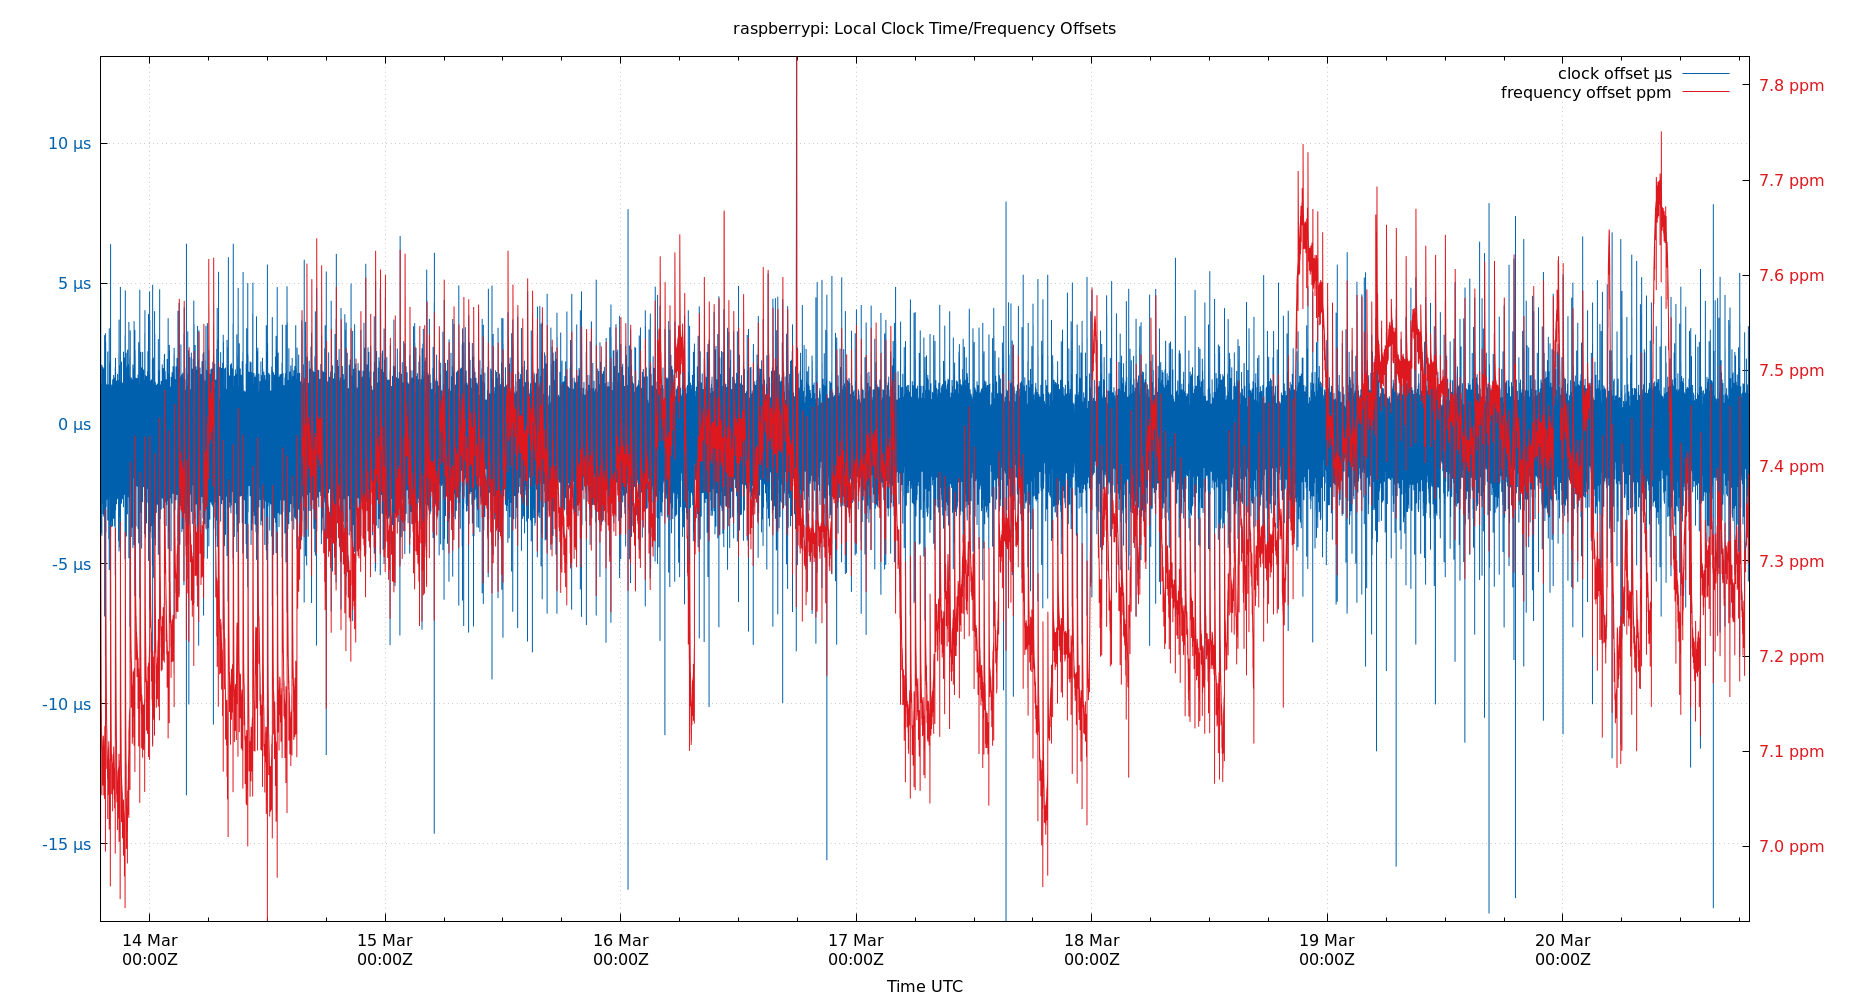 raspberrypi: Local Clock Time/Frequency Offsets
clock offset µs
frequency offset ppm
10 µs
5 µs
0 µs
-5 µs
-10 µs
-15 µs
7.8 ppm
7.7 ppm
7.6 ppm
7.5 ppm
7.4 ppm
7.3 ppm
7.2 ppm
7.1 ppm
7.0 ppm
14 Mar
00:00Z
15 Mar
00:00Z
16 Mar
00:00Z
17 Mar
00:00Z
18 Mar
00:00Z
19 Mar
00:00Z
20 Mar
00:00Z
Time UTC